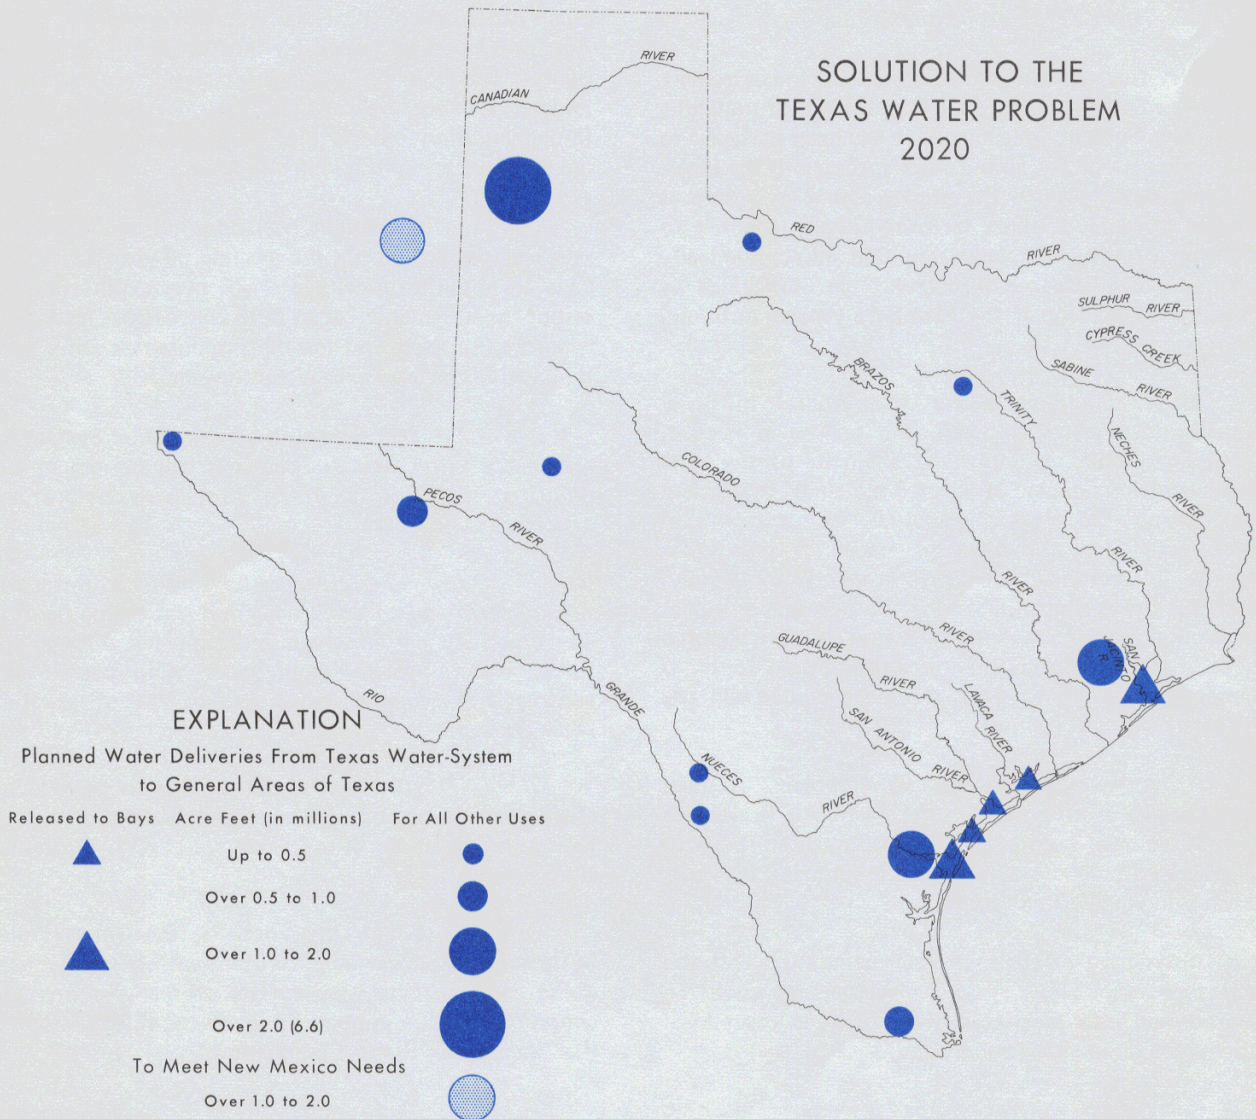 SOLUTION TO THE
TEXAS WATER PROBLEM
2020
CANADIAN
RIVER
RED
RIVER
SULPHUR RIVER
CYPRESS CREEK
SABINE
RIVER
BRAZOS
TRINITY
NECHES
COLORADO
PECOS
RIVER
RIVER
RIVER
RIVER
RIVER
GUADALUPE
SAN
JACINTO
R
RIO
GRANDE
RIVER
LAVACA RIVER
SAN ANTONIO RIVER
NUECES
RIVER
EXPLANATION
Planned Water Deliveries From Texas Water-System
to General Areas of Texas
Released to Bays Acre Feet (in millions) For All Other Uses
Up to 0.5
Over 0.5 to 1.0
Over 1.0 to 2.0
Over 2.0 (6.6)
To Meet New Mexico Needs
Over 1.0 to 2.0